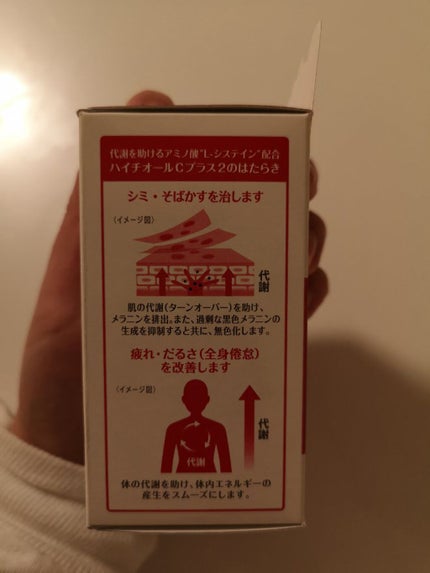 代謝を助けるアミノ酸"L-システイン"配合
ハイチオールCプラス2のはたらき
シミ・そばかすを治します
〈イメージ図〉
代謝
肌の代謝(ターンオーバー)を助け、
メラニンを排出。また、過剰な黒色メラニンの
生成を抑制すると共に、無色化します。
疲れ・だるさ(全身倦怠)
を改善します
〈イメージ図〉
代謝
代謝
体の代謝を助け、体内エネルギーの
産生をスムーズにします。